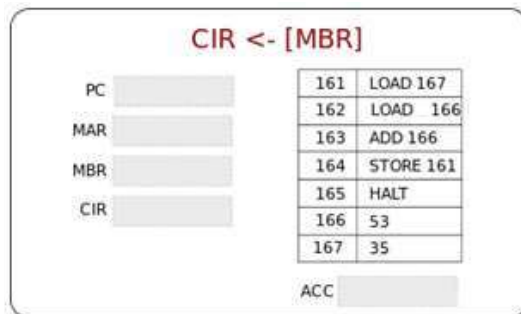 CIR <- [MBR]
PC
MAR
MBR
CIR
161 LOAD 167
162 LOAD 166
163 ADD 166
164 STORE 161
165 HALT
166 53
167 35
ACC